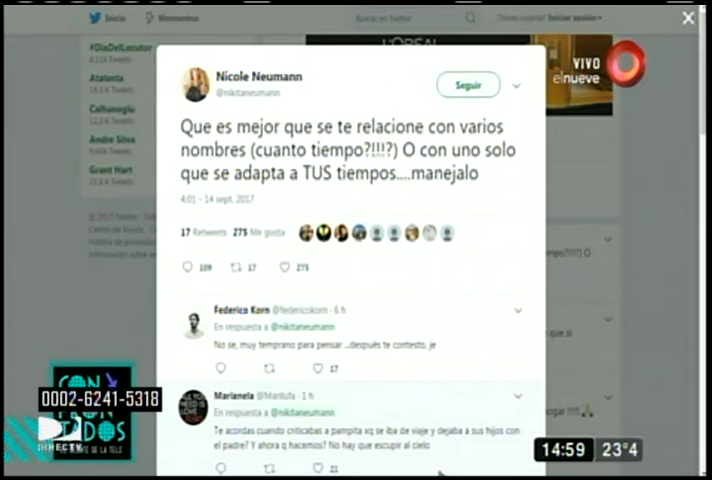 Inicio
Momentos
Buscar en Twitter
¿Tienes cuenta? Iniciar sesión
L'ORÉAL
VIVO
elnueve
#DiaDelLocutor
Atalanta
Calhanoglu
Andre Silva
Grant Hart
Nicole Neumann
@nikitaneumann
Seguir
Que es mejor que se te relacione con varios
nombres (cuanto tiempo?!!!?) O con uno solo
que se adapta a TUS tiempos....manejalo
4:01 - 14 sept. 2017
17 Retweets 275 Me gusta
109 17 275
Federico Korn @federicokorn · 6 h
En respuesta a @nikitaneumann
No se, muy temprano para pensar ...después te contesto. je
17
Marianela @Marilufa · 1 h
En respuesta a @nikitaneumann
Te acordas cuando criticabas a pampita xq se iba de viaje y dejaba a sus hijos con
el padre? Y ahora q hacemos? No hay que escupir al cielo
21
CONFRONTADOS
0002-6241-5318
DIRECTV
14:59 23°4